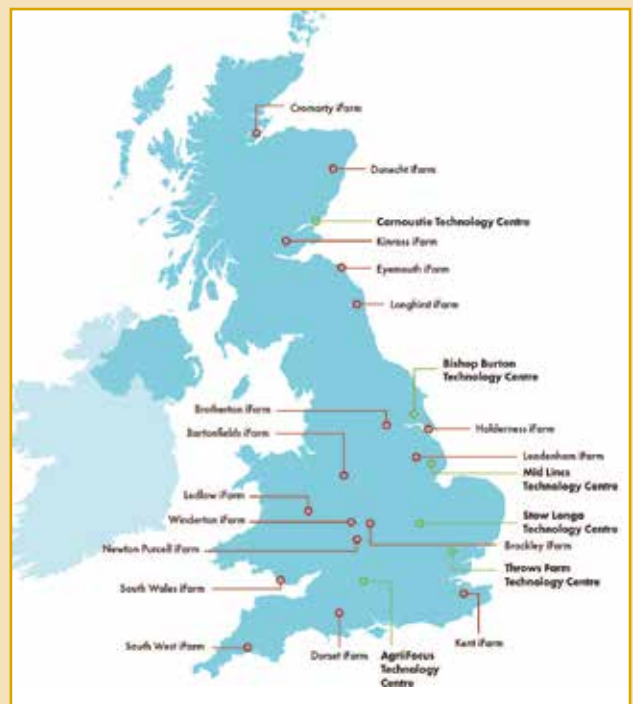 Cromarty iFarm
Dunecht iFarm
Carnoustie Technology Centre
Kinross iFarm
Eyemouth iFarm
Longhirst iFarm
Bishop Burton
Technology Centre
Brotherton iFarm
Holderness iFarm
Bartonfields iFarm
Leadenham iFarm
Mid Lincs
Technology Centre
Ludlow iFarm
Winderton iFarm
Stow Longa
Technology Centre
Brackley iFarm
Newton Purcell iFarm
Throws Farm
Technology Centre
South Wales iFarm
Kent iFarm
South West iFarm
Dorset iFarm
AgriiFocus
Technology
Centre